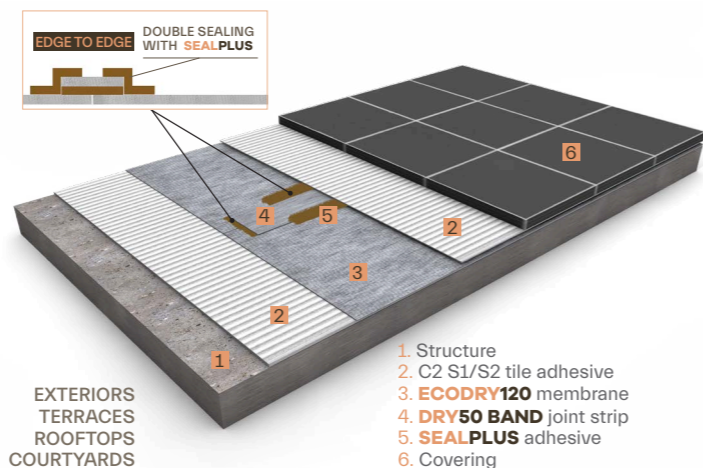 EDGE TO EDGE
DOUBLE SEALING
WITH SEALPLUS
6
2
4
5
3
2
1
EXTERIORS
TERRACES
ROOFTOPS
COURTYARDS
1. Structure
2. C2 S1/S2 tile adhesive
3. ECODRY120 membrane
4. DRY50 BAND joint strip
5. SEALPLUS adhesive
6. Covering